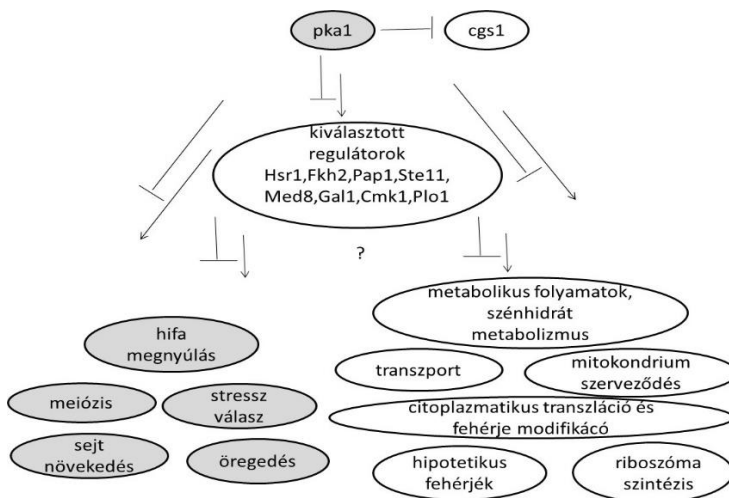 pka1
cgs1
kiválasztott
regulátorok
Hsr1,Fkh2,Pap1,Ste11,
Med8,Gal1,Cmk1,Plo1
?
metabolikus folyamatok,
szénhidrát
metabolizmus
hifa
megnyúlás
transzport
mitokondrium
szerveződés
meiózis
stressz
válasz
citoplazmatikus transzláció és
fehérje modifikácó
sejt
növekedés
öregedés
hipotetikus
fehérjék
riboszóma
szintézis